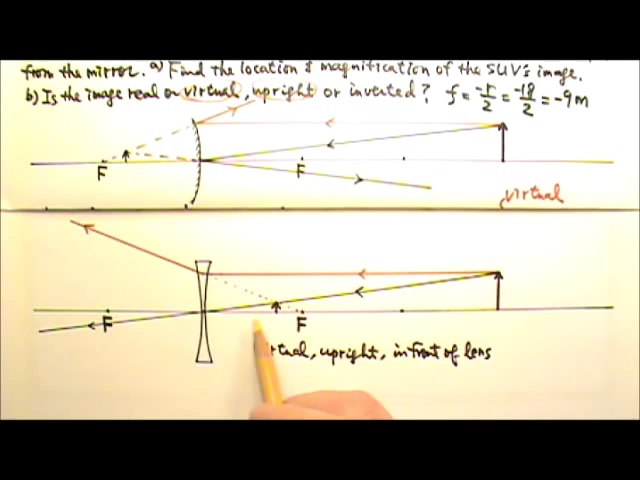 from the mirror. a) Find the location & magnification of the SUV's image.
b) Is the image real or virtual, upright or inverted? f = -r/2 = -18/2 = -9m
F
F
virtual
F
F
rtual, upright, in front of lens